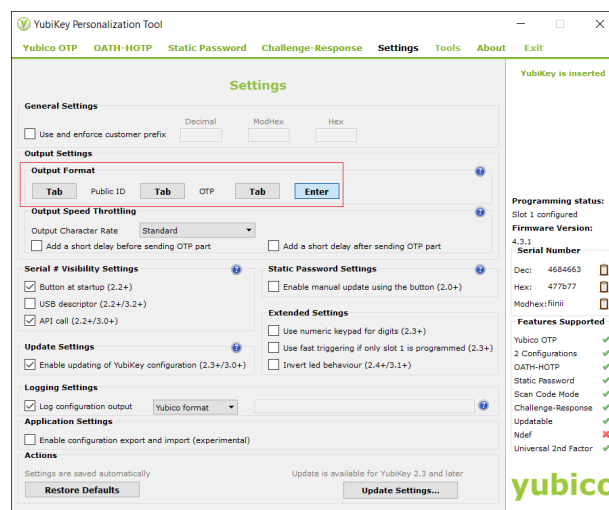 YubiKey Personalization Tool
Yubico OTP OATH-HOTP Static Password Challenge-Response Settings Tools About Exit
YubiKey is inserted
Settings
General Settings
Decimal ModHex Hex
Use and enforce customer prefix
Output Settings
Output Format
Tab Public ID Tab OTP Tab Enter
Output Speed Throttling
Output Character Rate Standard
Add a short delay before sending OTP part Add a short delay after sending OTP part
Serial # Visibility Settings
Button at startup (2.2+)
USB descriptor (2.2+/3.2+)
API call (2.2+/3.0+)
Static Password Settings
Enable manual update using the button (2.0+)
Extended Settings
Use numeric keypad for digits (2.3+)
Use fast triggering if only slot 1 is programmed (2.3+)
Invert led behaviour (2.4+/3.1+)
Update Settings
Enable updating of YubiKey configuration (2.3+/3.0+)
Logging Settings
Log configuration output Yubico format
Application Settings
Enable configuration export and import (experimental)
Actions
Settings are saved automatically Update is available for YubiKey 2.3 and later
Restore Defaults Update Settings...
Programming status:
Slot 1 configured
Firmware Version:
4.3.1
Serial Number
Dec: 4684663
Hex: 477b77
Modhex: fiinii
Features Supported
Yubico OTP
2 Configurations
OATH-HOTP
Static Password
Scan Code Mode
Challenge-Response
Updatable
Ndef
Universal 2nd Factor
yubico